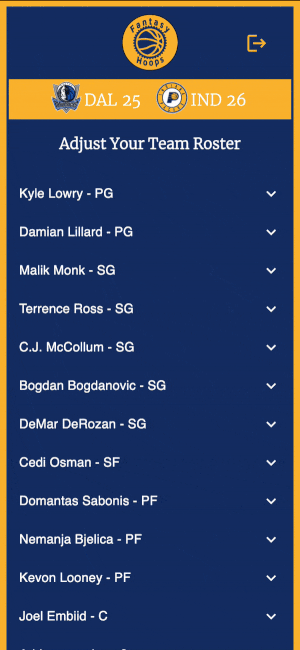 Fantasy
Hoops
DAL 25 IND 26
Adjust Your Team Roster
Kyle Lowry - PG
Damian Lillard - PG
Malik Monk - SG
Terrence Ross - SG
C.J. McCollum - SG
Bogdan Bogdanovic - SG
DeMar DeRozan - SG
Cedi Osman - SF
Domantas Sabonis - PF
Nemanja Bjelica - PF
Kevon Looney - PF
Joel Embiid - C